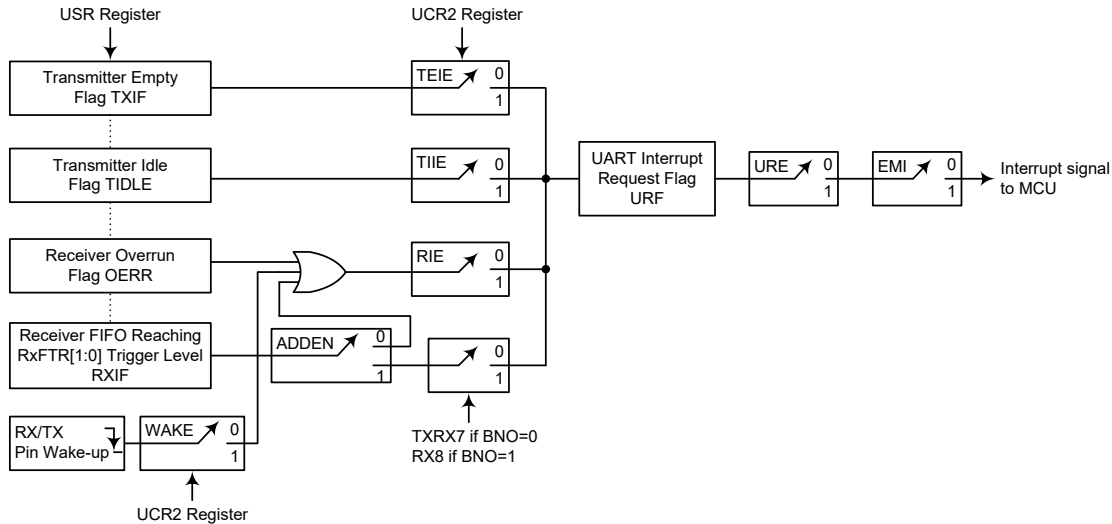 USR Register
UCR2 Register
Transmitter Empty
Flag TXIF
TEIE
0
1
Transmitter Idle
Flag TIDLE
TIIE
0
1
UART Interrupt
Request Flag
URF
URE
0
1
EMI
0
1
Interrupt signal
to MCU
Receiver Overrun
Flag OERR
RIE
0
1
Receiver FIFO Reaching
RxFTR[1:0] Trigger Level
RXIF
ADDEN
0
1
0
1
RX/TX
Pin Wake-up
WAKE
0
1
TXRX7 if BNO=0
RX8 if BNO=1
UCR2 Register